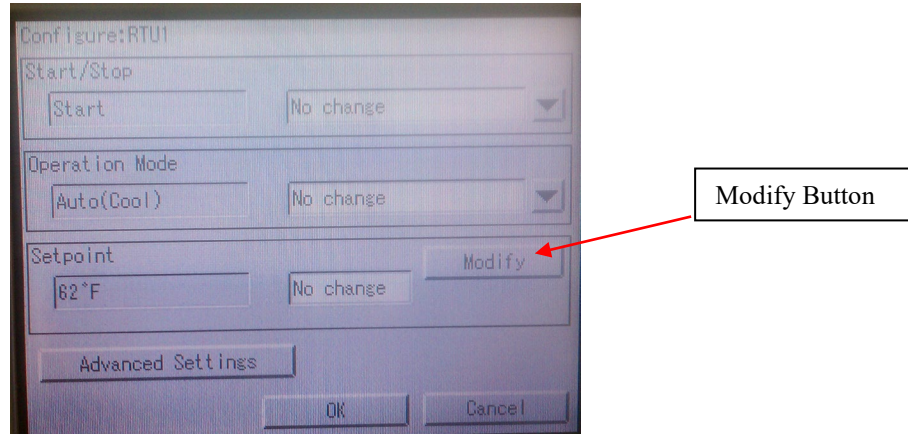 Configure:RTU1
Start/Stop
Start No change
Operation Mode
Auto(Cool) No change
Modify Button
Setpoint Modify
62°F No change
Advanced Settings
OK Cancel